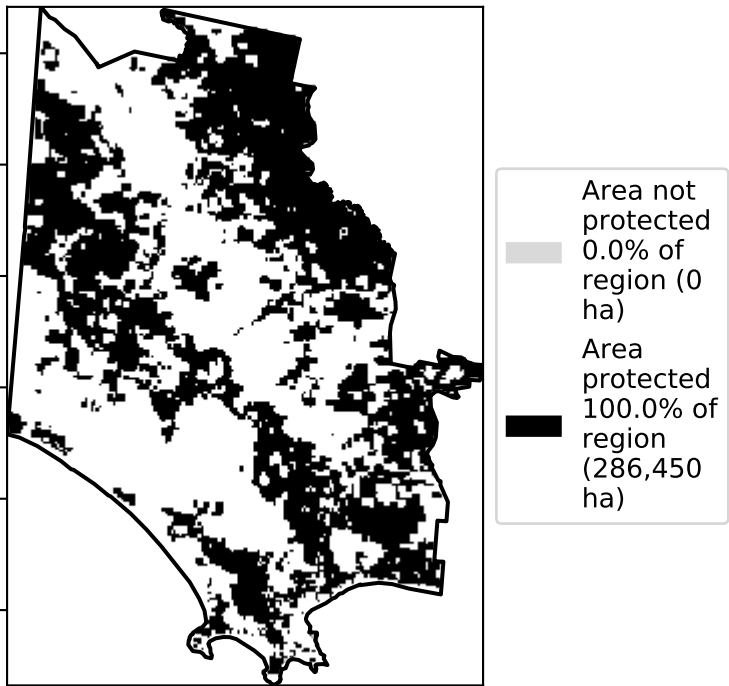 Area not
protected
0.0% of
region (0
ha)
Area
protected
100.0% of
region
(286,450
ha)